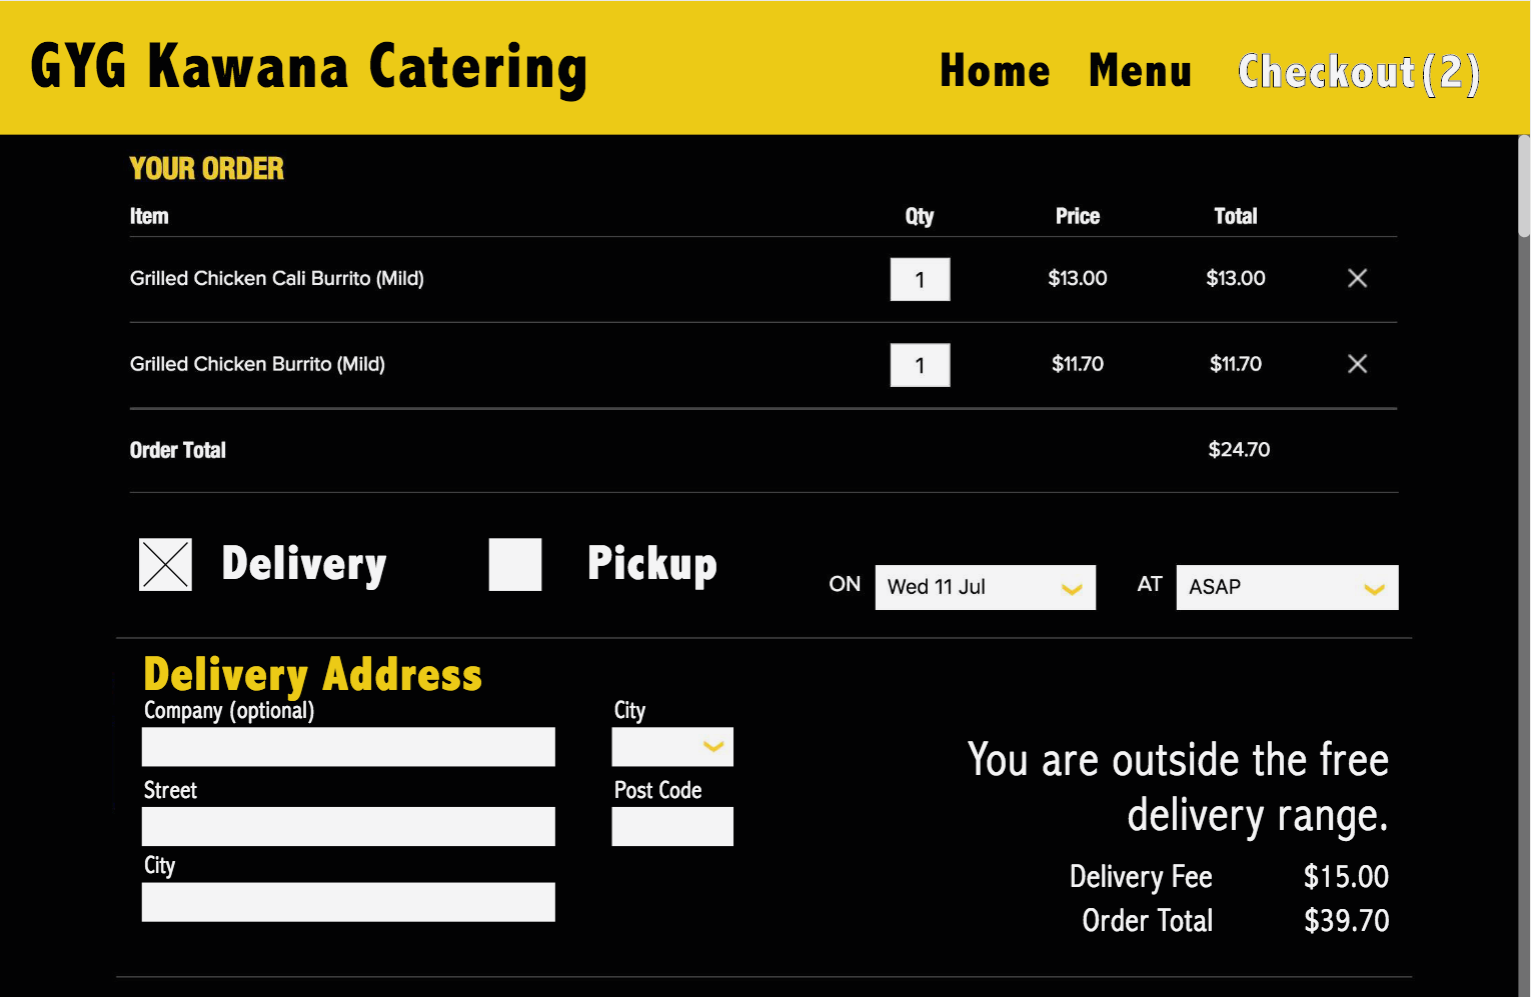 GYG Kawana Catering Home Menu Checkout(2)
YOUR ORDER
Item Qty Price Total
Grilled Chicken Cali Burrito (Mild) 1 $13.00 $13.00
Grilled Chicken Burrito (Mild) 1 $11.70 $11.70
Order Total $24.70
Delivery Pickup ON Wed 11 Jul AT ASAP
Delivery Address
Company (optional) City
Street Post Code
City
You are outside the free
delivery range.
Delivery Fee $15.00
Order Total $39.70